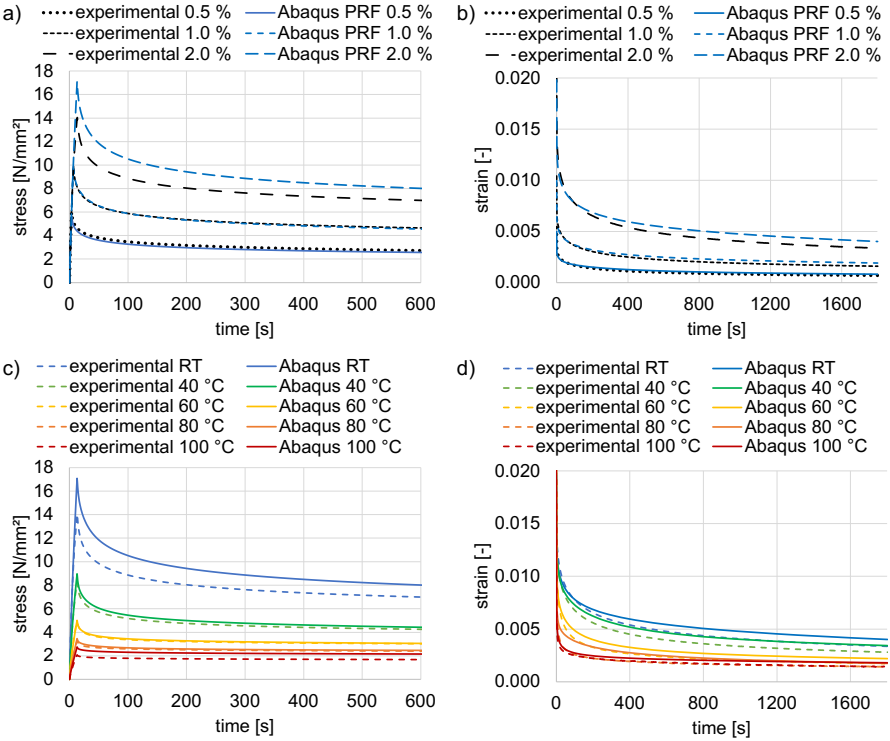 a)
experimental 0.5 % Abaqus PRF 0.5 %
experimental 1.0 % Abaqus PRF 1.0 %
experimental 2.0 % Abaqus PRF 2.0 %
18
16
14
12
10
8
6
4
2
0
stress [N/mm²]
0 100 200 300 400 500 600
time [s]
b)
experimental 0.5 % Abaqus PRF 0.5 %
experimental 1.0 % Abaqus PRF 1.0 %
experimental 2.0 % Abaqus PRF 2.0 %
0.020
0.015
0.010
0.005
0.000
strain [-]
0 400 800 1200 1600
time [s]
c)
experimental RT Abaqus RT
experimental 40 °C Abaqus 40 °C
experimental 60 °C Abaqus 60 °C
experimental 80 °C Abaqus 80 °C
experimental 100 °C Abaqus 100 °C
18
16
14
12
10
8
6
4
2
0
stress [N/mm²]
0 100 200 300 400 500 600
time [s]
d)
experimental RT Abaqus RT
experimental 40 °C Abaqus 40 °C
experimental 60 °C Abaqus 60 °C
experimental 80 °C Abaqus 80 °C
experimental 100 °C Abaqus 100 °C
0.020
0.015
0.010
0.005
0.000
strain [-]
0 400 800 1200 1600
time [s]